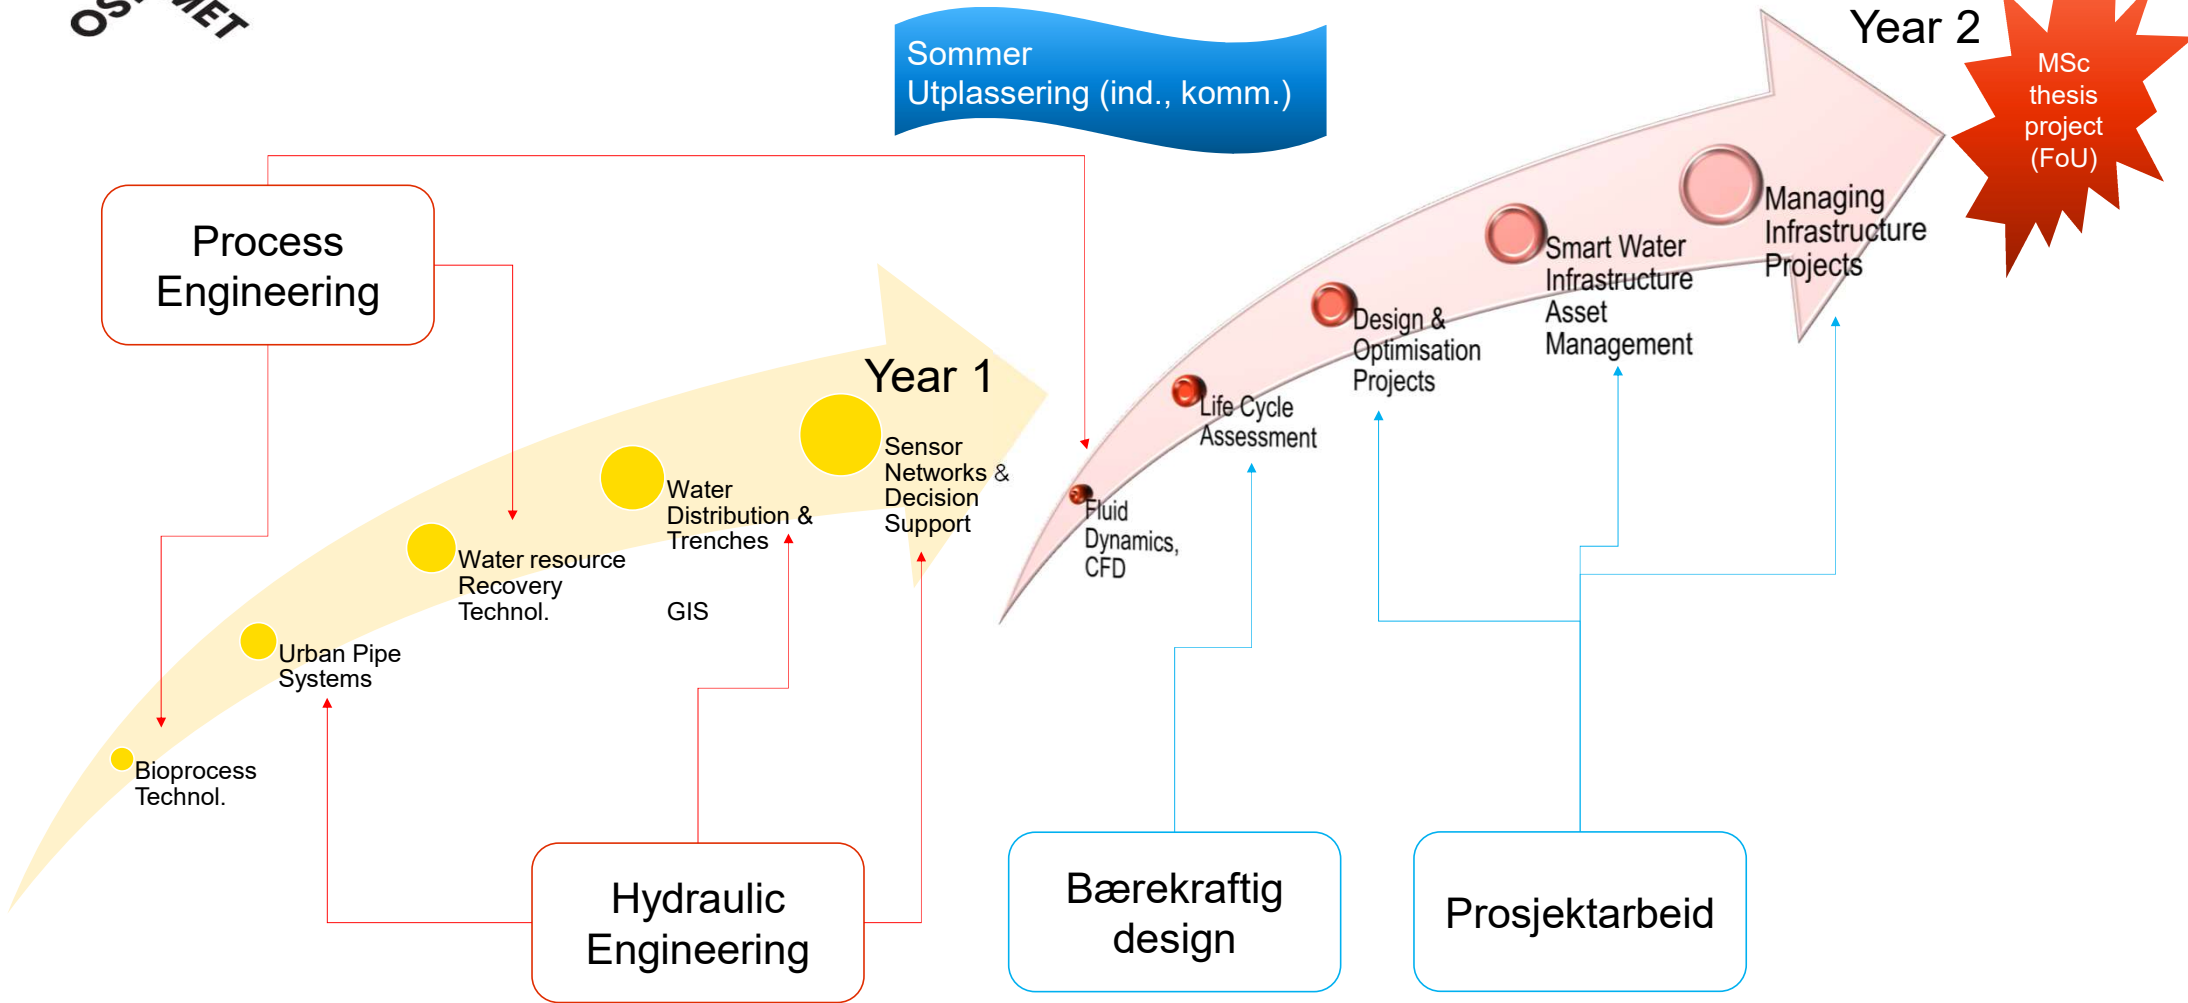 MET
Sommer
Utplassering (ind., komm.)
Year 2
MSc
thesis
project
(FoU)
Process
Engineering
Managing
Infrastructure
Projects
Smart Water
Infrastructure
Asset
Management
Design &
Optimisation
Projects
Life Cycle
Assessment
Fluid
Dynamics,
CFD
Year 1
Sensor
Networks &
Decision
Support
Water
Distribution &
Trenches
GIS
Water resource
Recovery
Technol.
Urban Pipe
Systems
Bioprocess
Technol.
Hydraulic
Engineering
Bærekraftig
design
Prosjektarbeid